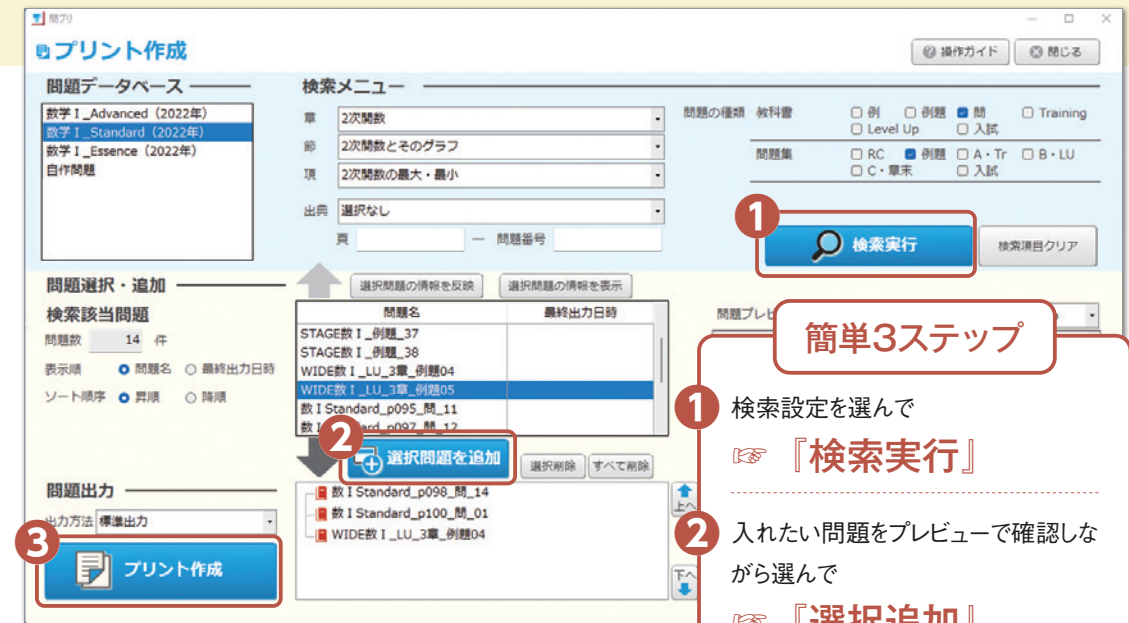 問プリ
プリント作成
操作ガイド
閉じる
問題データベース
数学Ⅰ_Advanced（2022年）
数学Ⅰ_Standard（2022年）
数学Ⅰ_Essence（2022年）
自作問題
検索メニュー
章 2次関数
節 2次関数とそのグラフ
項 2次関数の最大・最小
出典 選択なし
頁 ― 問題番号
問題の種類 教科書 例 例題 問 Training
Level Up 入試
問題集 RC 例題 A・Tr B・LU
C・章末 入試
1
検索実行
検索項目クリア
問題選択・追加
検索該当問題
問題数 14 件
表示順 問題名 最終出力日時
ソート順序 昇順 降順
選択問題の情報を反映
選択問題の情報を表示
問題名 最終出力日時
STAGE数Ⅰ_例題_37
STAGE数Ⅰ_例題_38
WIDE数Ⅰ_LU_3章_例題04
WIDE数Ⅰ_LU_3章_例題05
数ⅠStandard_p095_問_11
2
選択問題を追加
選択削除
すべて削除
数ⅠStandard_p098_問_14
数ⅠStandard_p100_問_01
WIDE数Ⅰ_LU_3章_例題04
上へ
下へ
問題出力
出力方法 標準出力
3
プリント作成
簡単3ステップ
1 検索設定を選んで
☞『検索実行』
2 入れたい問題をプレビューで確認しな
がら選んで
☞『選択追加』